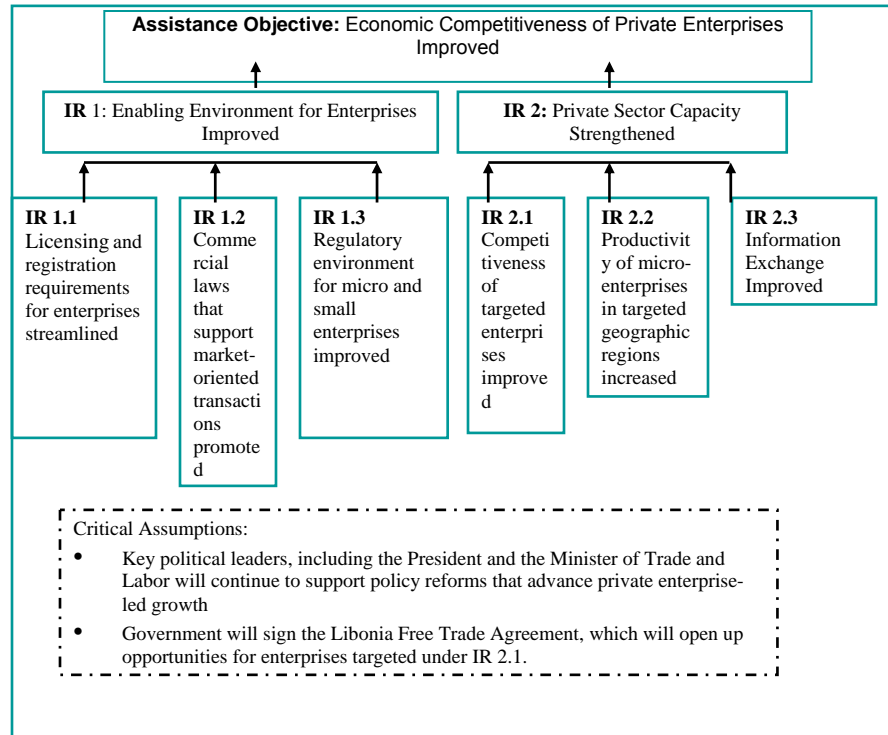 Assistance Objective: Economic Competitiveness of Private Enterprises
Improved
IR 1: Enabling Environment for Enterprises
Improved
IR 2: Private Sector Capacity
Strengthened
IR 1.1
Licensing and
registration
requirements
for enterprises
streamlined
IR 1.2
Comme
rcial
laws
that
support
market-
oriented
transacti
ons
promote
d
IR 1.3
Regulatory
environment
for micro and
small
enterprises
improved
IR 2.1
Compet
itiveness
of
targeted
enterpri
ses
improve
d
IR 2.2
Productivit
y of micro-
enterprises
in targeted
geographic
regions
increased
IR 2.3
Information
Exchange
Improved
Critical Assumptions:
• Key political leaders, including the President and the Minister of Trade and
Labor will continue to support policy reforms that advance private enterprise-
led growth
• Government will sign the Libonia Free Trade Agreement, which will open up
opportunities for enterprises targeted under IR 2.1.